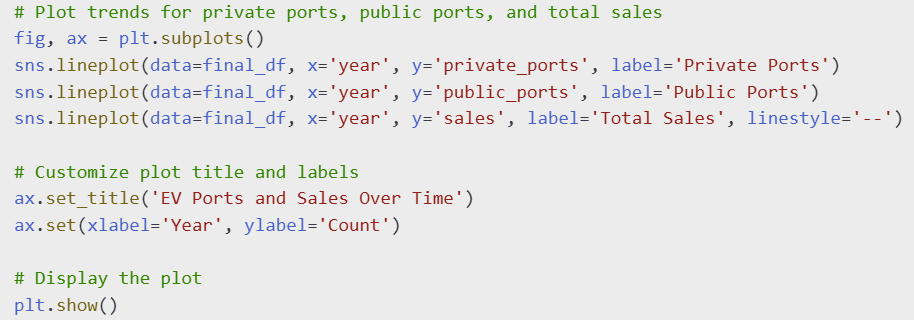 # Plot trends for private ports, public ports, and total sales
fig, ax = plt.subplots()
sns.lineplot(data=final_df, x='year', y='private_ports', label='Private Ports')
sns.lineplot(data=final_df, x='year', y='public_ports', label='Public Ports')
sns.lineplot(data=final_df, x='year', y='sales', label='Total Sales', linestyle='--')
# Customize plot title and labels
ax.set_title('EV Ports and Sales Over Time')
ax.set(xlabel='Year', ylabel='Count')
# Display the plot
plt.show()